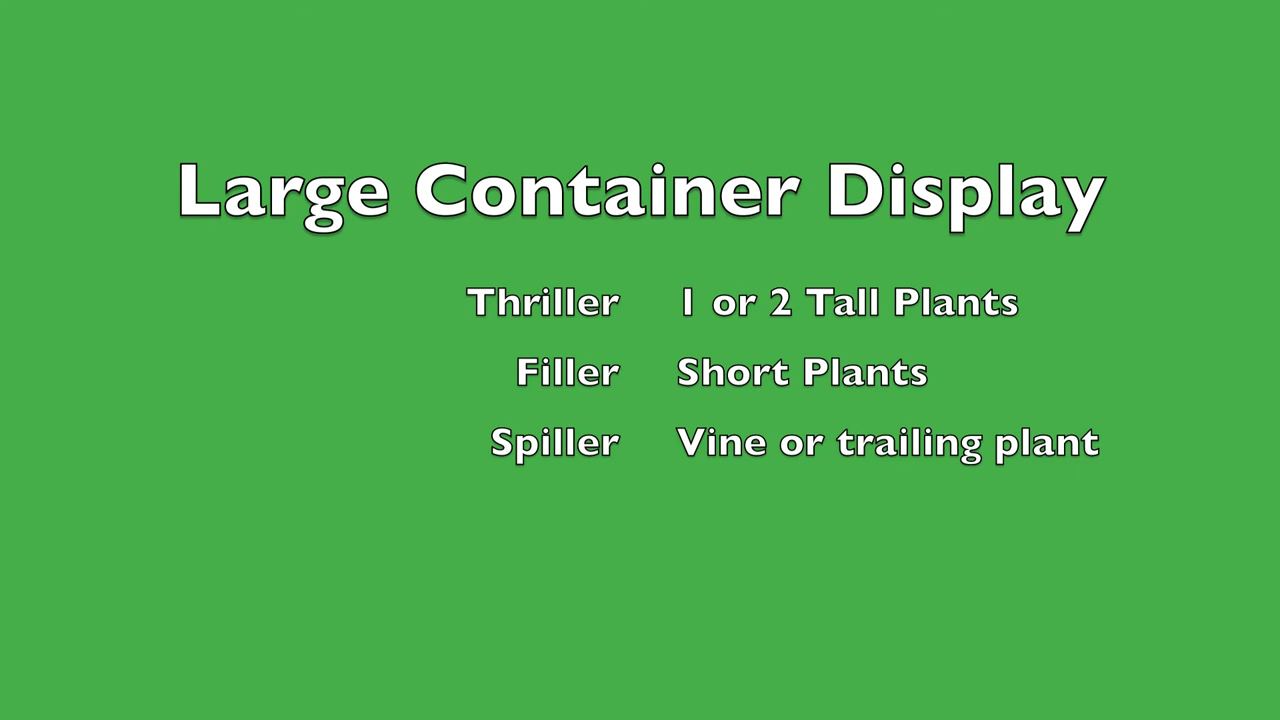 Large Container Display
Thriller 1 or 2 Tall Plants
Filler Short Plants
Spiller Vine or trailing plant